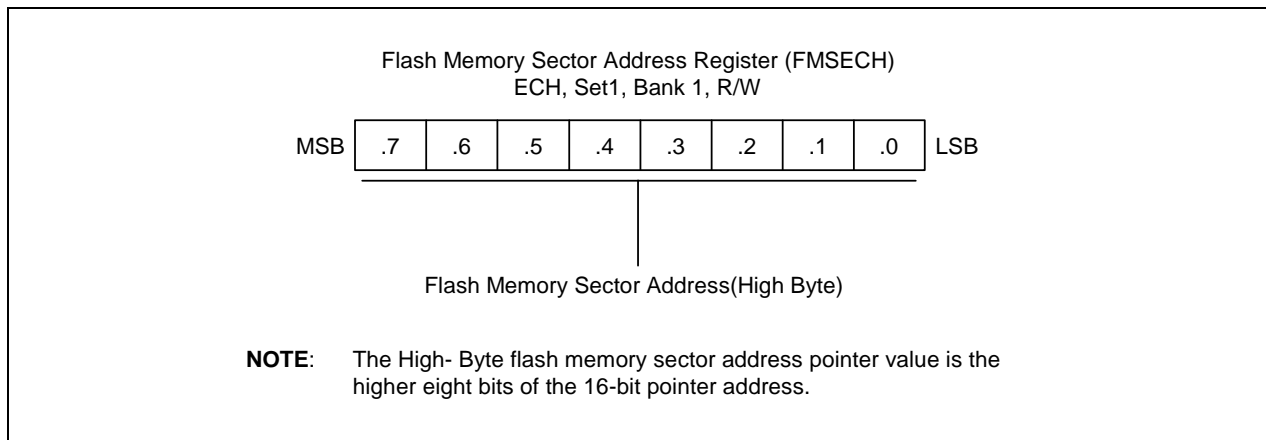 Flash Memory Sector Address Register (FMSECH)
ECH, Set1, Bank 1, R/W
MSB .7 .6 .5 .4 .3 .2 .1 .0 LSB
Flash Memory Sector Address(High Byte)
NOTE: The High- Byte flash memory sector address pointer value is the
higher eight bits of the 16-bit pointer address.